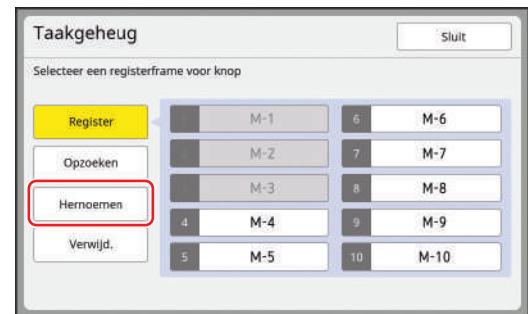 Taakgeheug
Sluit
Selecteer een registerframe voor knop
Register
Opzoeken
Hernoemen
Verwijd.
M-1
M-2
M-3
4 M-4
5 M-5
6 M-6
7 M-7
8 M-8
9 M-9
10 M-10